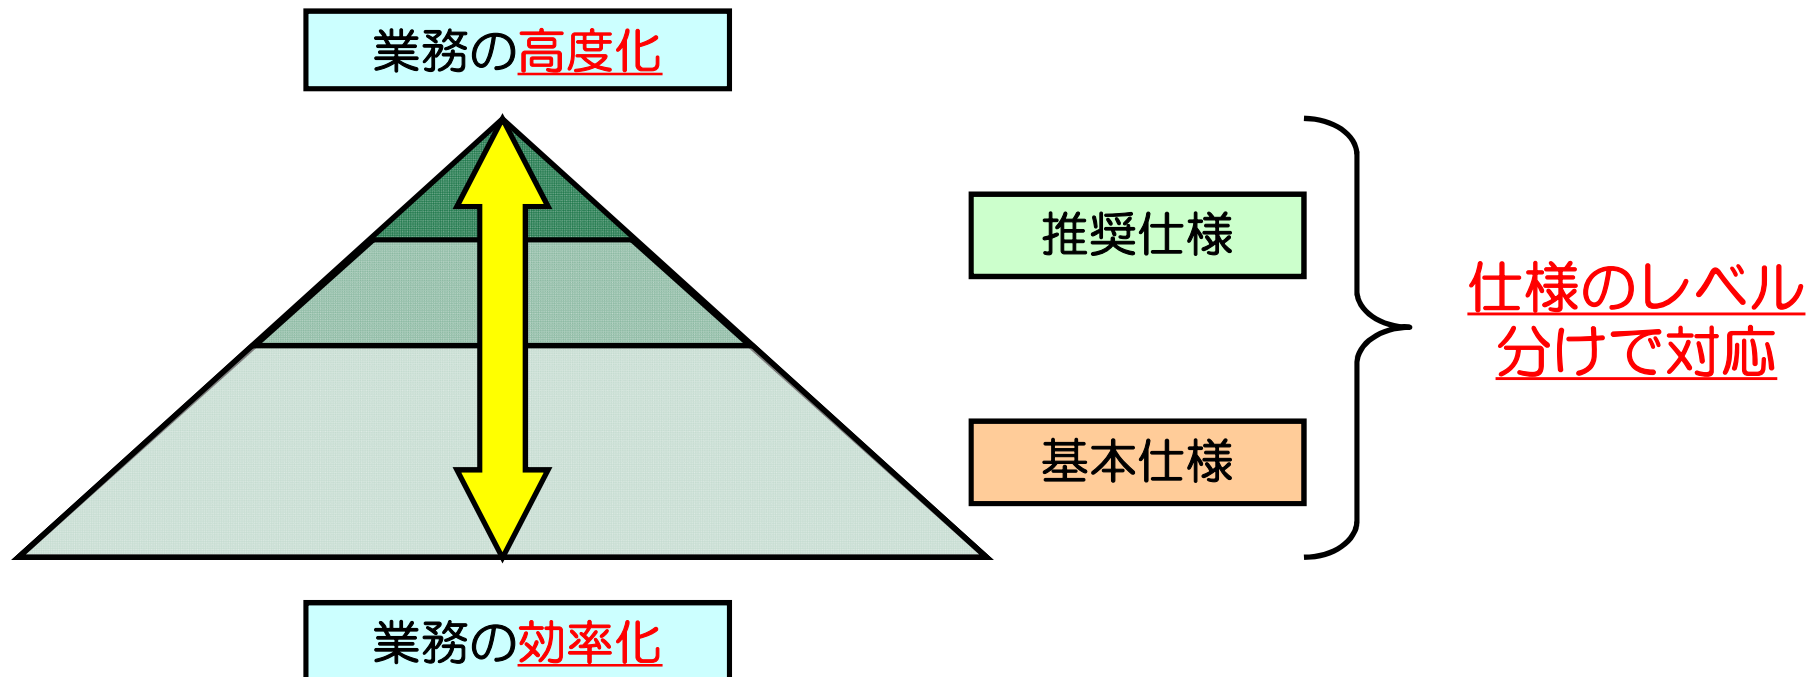 業務の高度化
推奨仕様
仕様のレベル
分けで対応
基本仕様
業務の効率化